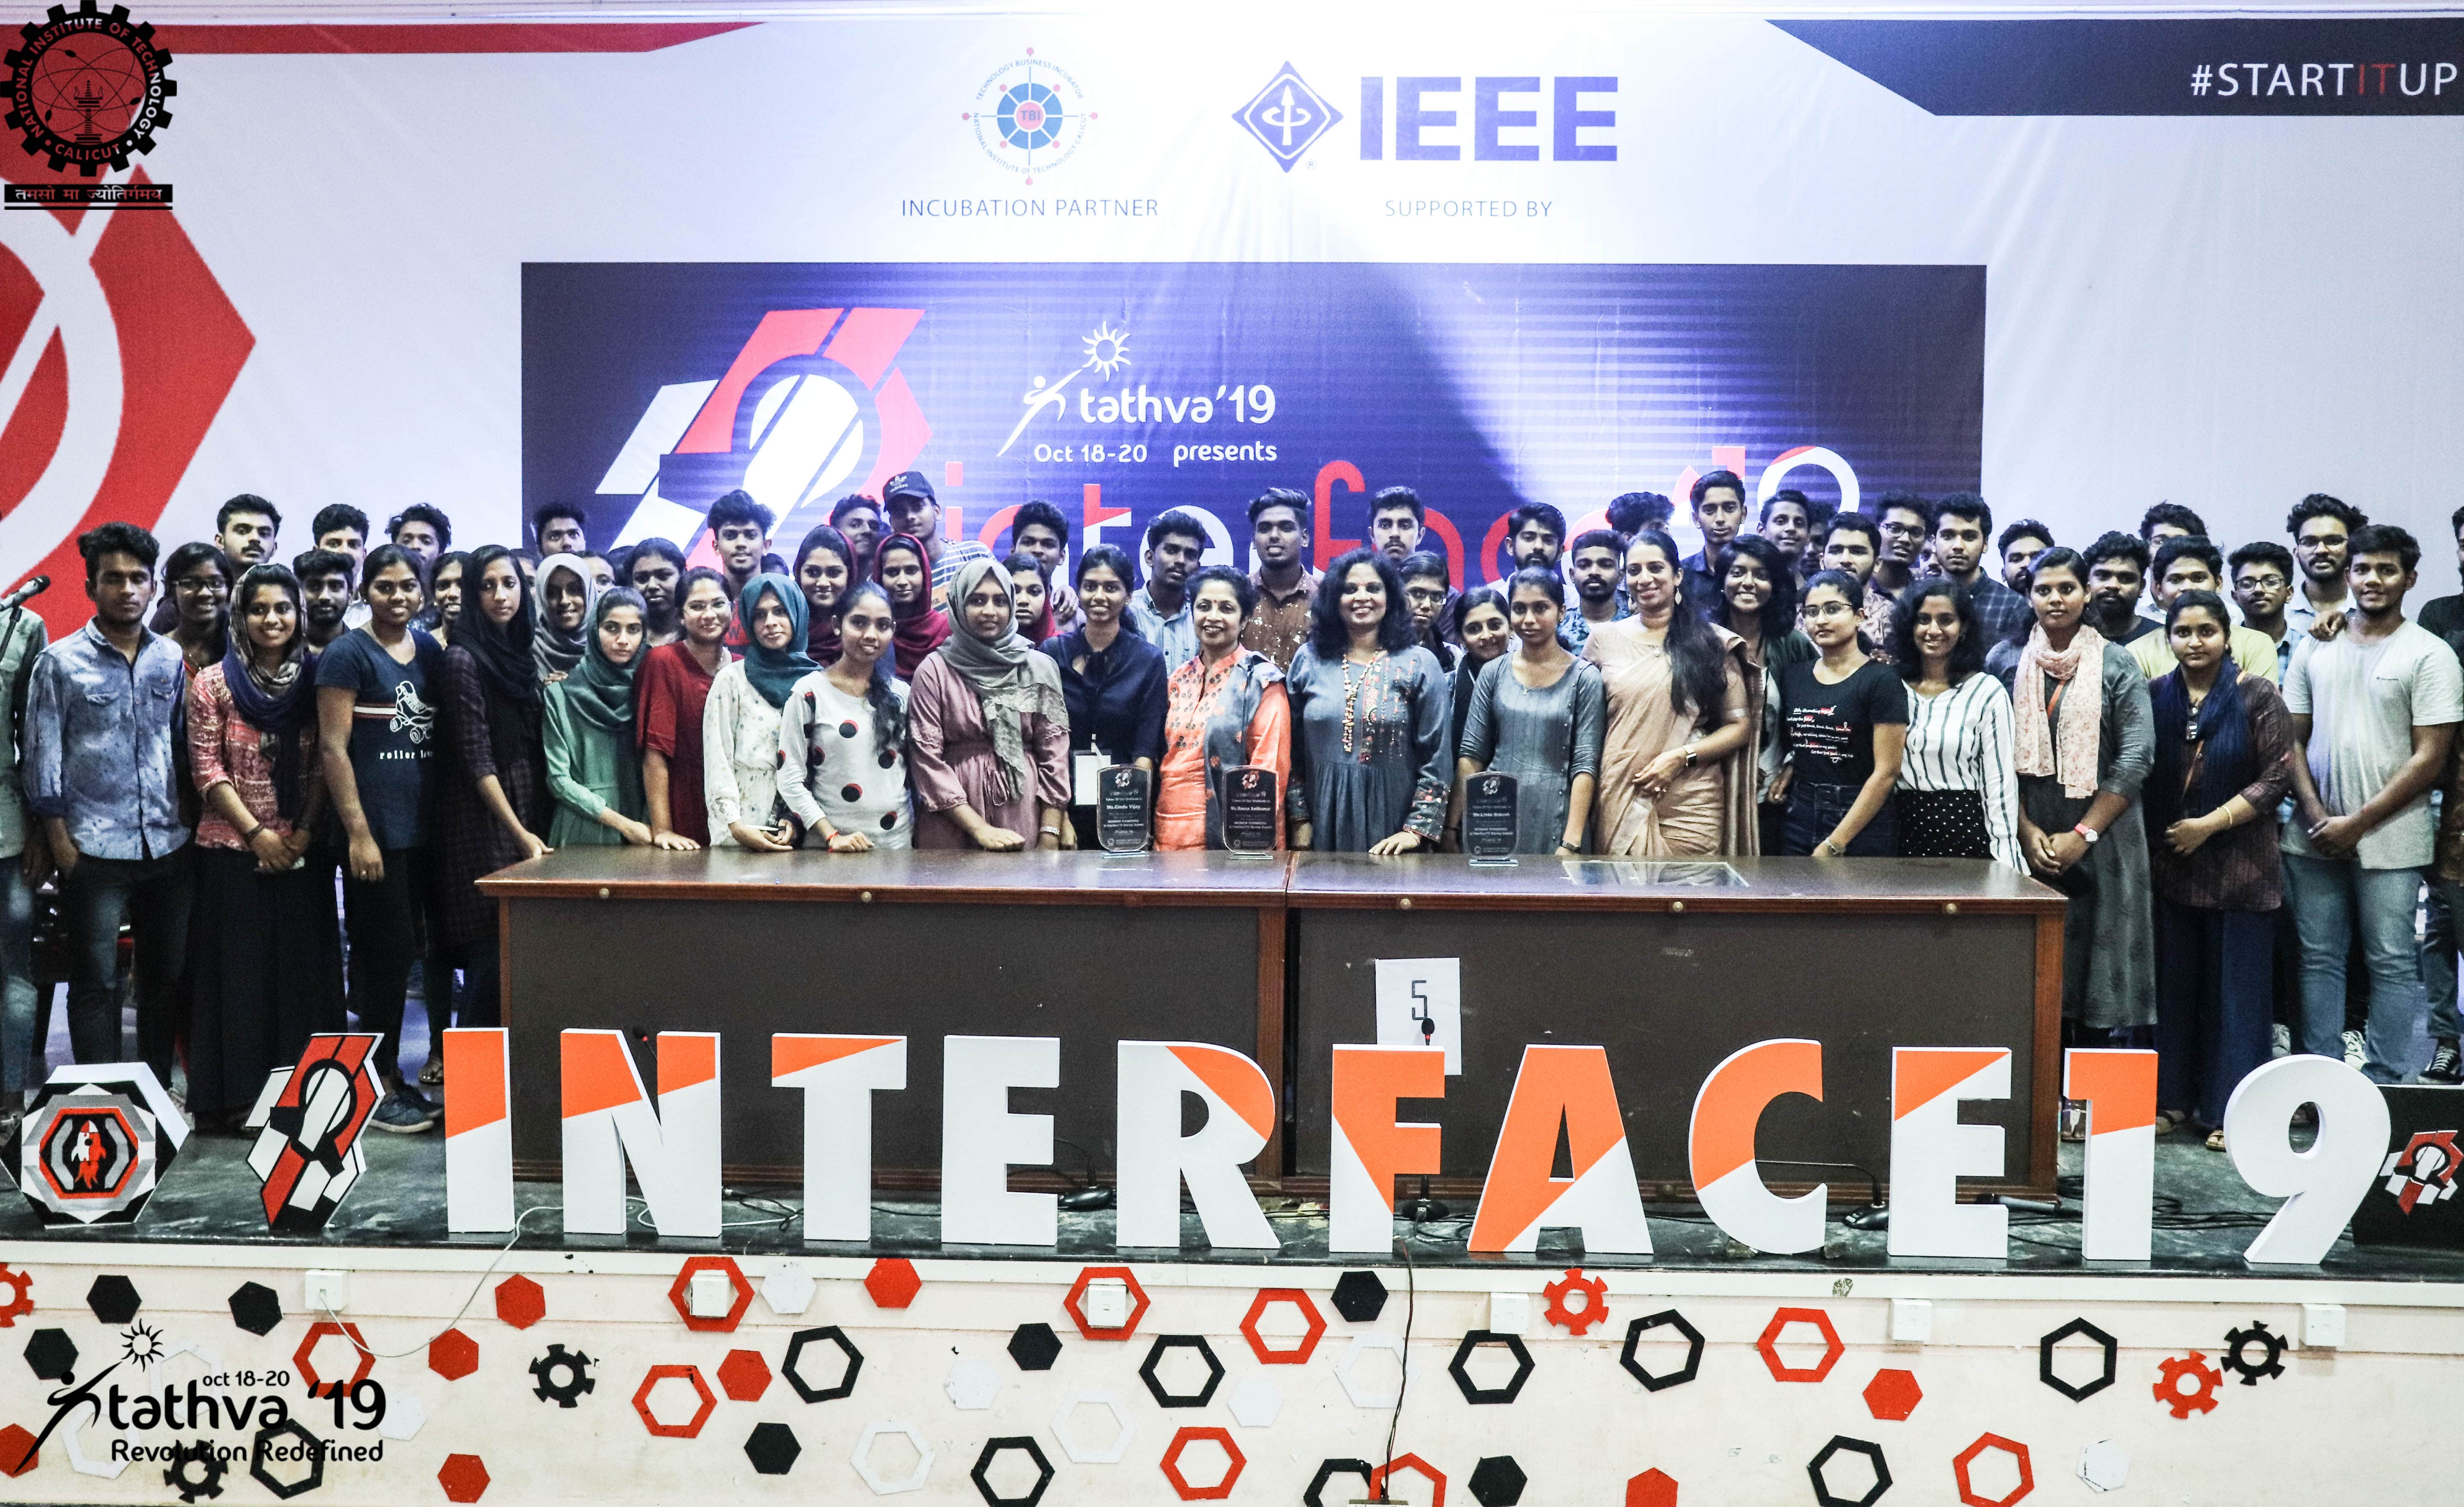 NATIONAL INSTITUTE OF TECHNOLOGY
CALICUT
तमसो मा ज्योतिर्गमय
TECHNOLOGY BUSINESS INCUBATOR
TBI
NATIONAL INSTITUTE OF TECHNOLOGY CALICUT
INCUBATION PARTNER
IEEE
SUPPORTED BY
#STARTITUP
tathva'19
Oct 18-20 presents
roller
5
INTERFACE19
oct 18-20
tathva '19
Revolution Redefined